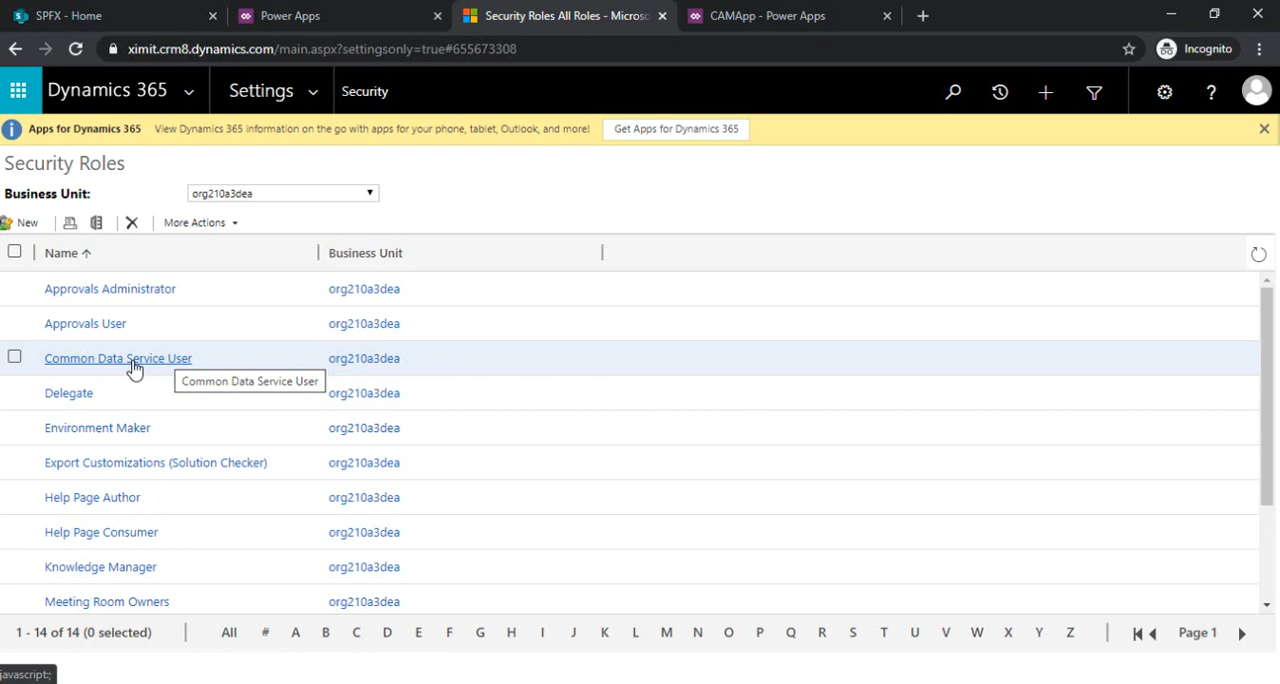 SPFX - Home
Power Apps
Security Roles All Roles - Microso
CAMApp - Power Apps
ximit.crm8.dynamics.com/main.aspx?settingsonly=true#655673308
Incognito
Dynamics 365
Settings
Security
Apps for Dynamics 365 View Dynamics 365 information on the go with apps for your phone, tablet, Outlook, and more! Get Apps for Dynamics 365
Security Roles
Business Unit: org210a3dea
New More Actions
Name Business Unit
Approvals Administrator org210a3dea
Approvals User org210a3dea
Common Data Service User org210a3dea
Common Data Service User
Delegate org210a3dea
Environment Maker org210a3dea
Export Customizations (Solution Checker) org210a3dea
Help Page Author org210a3dea
Help Page Consumer org210a3dea
Knowledge Manager org210a3dea
Meeting Room Owners org210a3dea
1 - 14 of 14 (0 selected) All # A B C D E F G H I J K L M N O P Q R S T U V W X Y Z Page 1
javascript:;